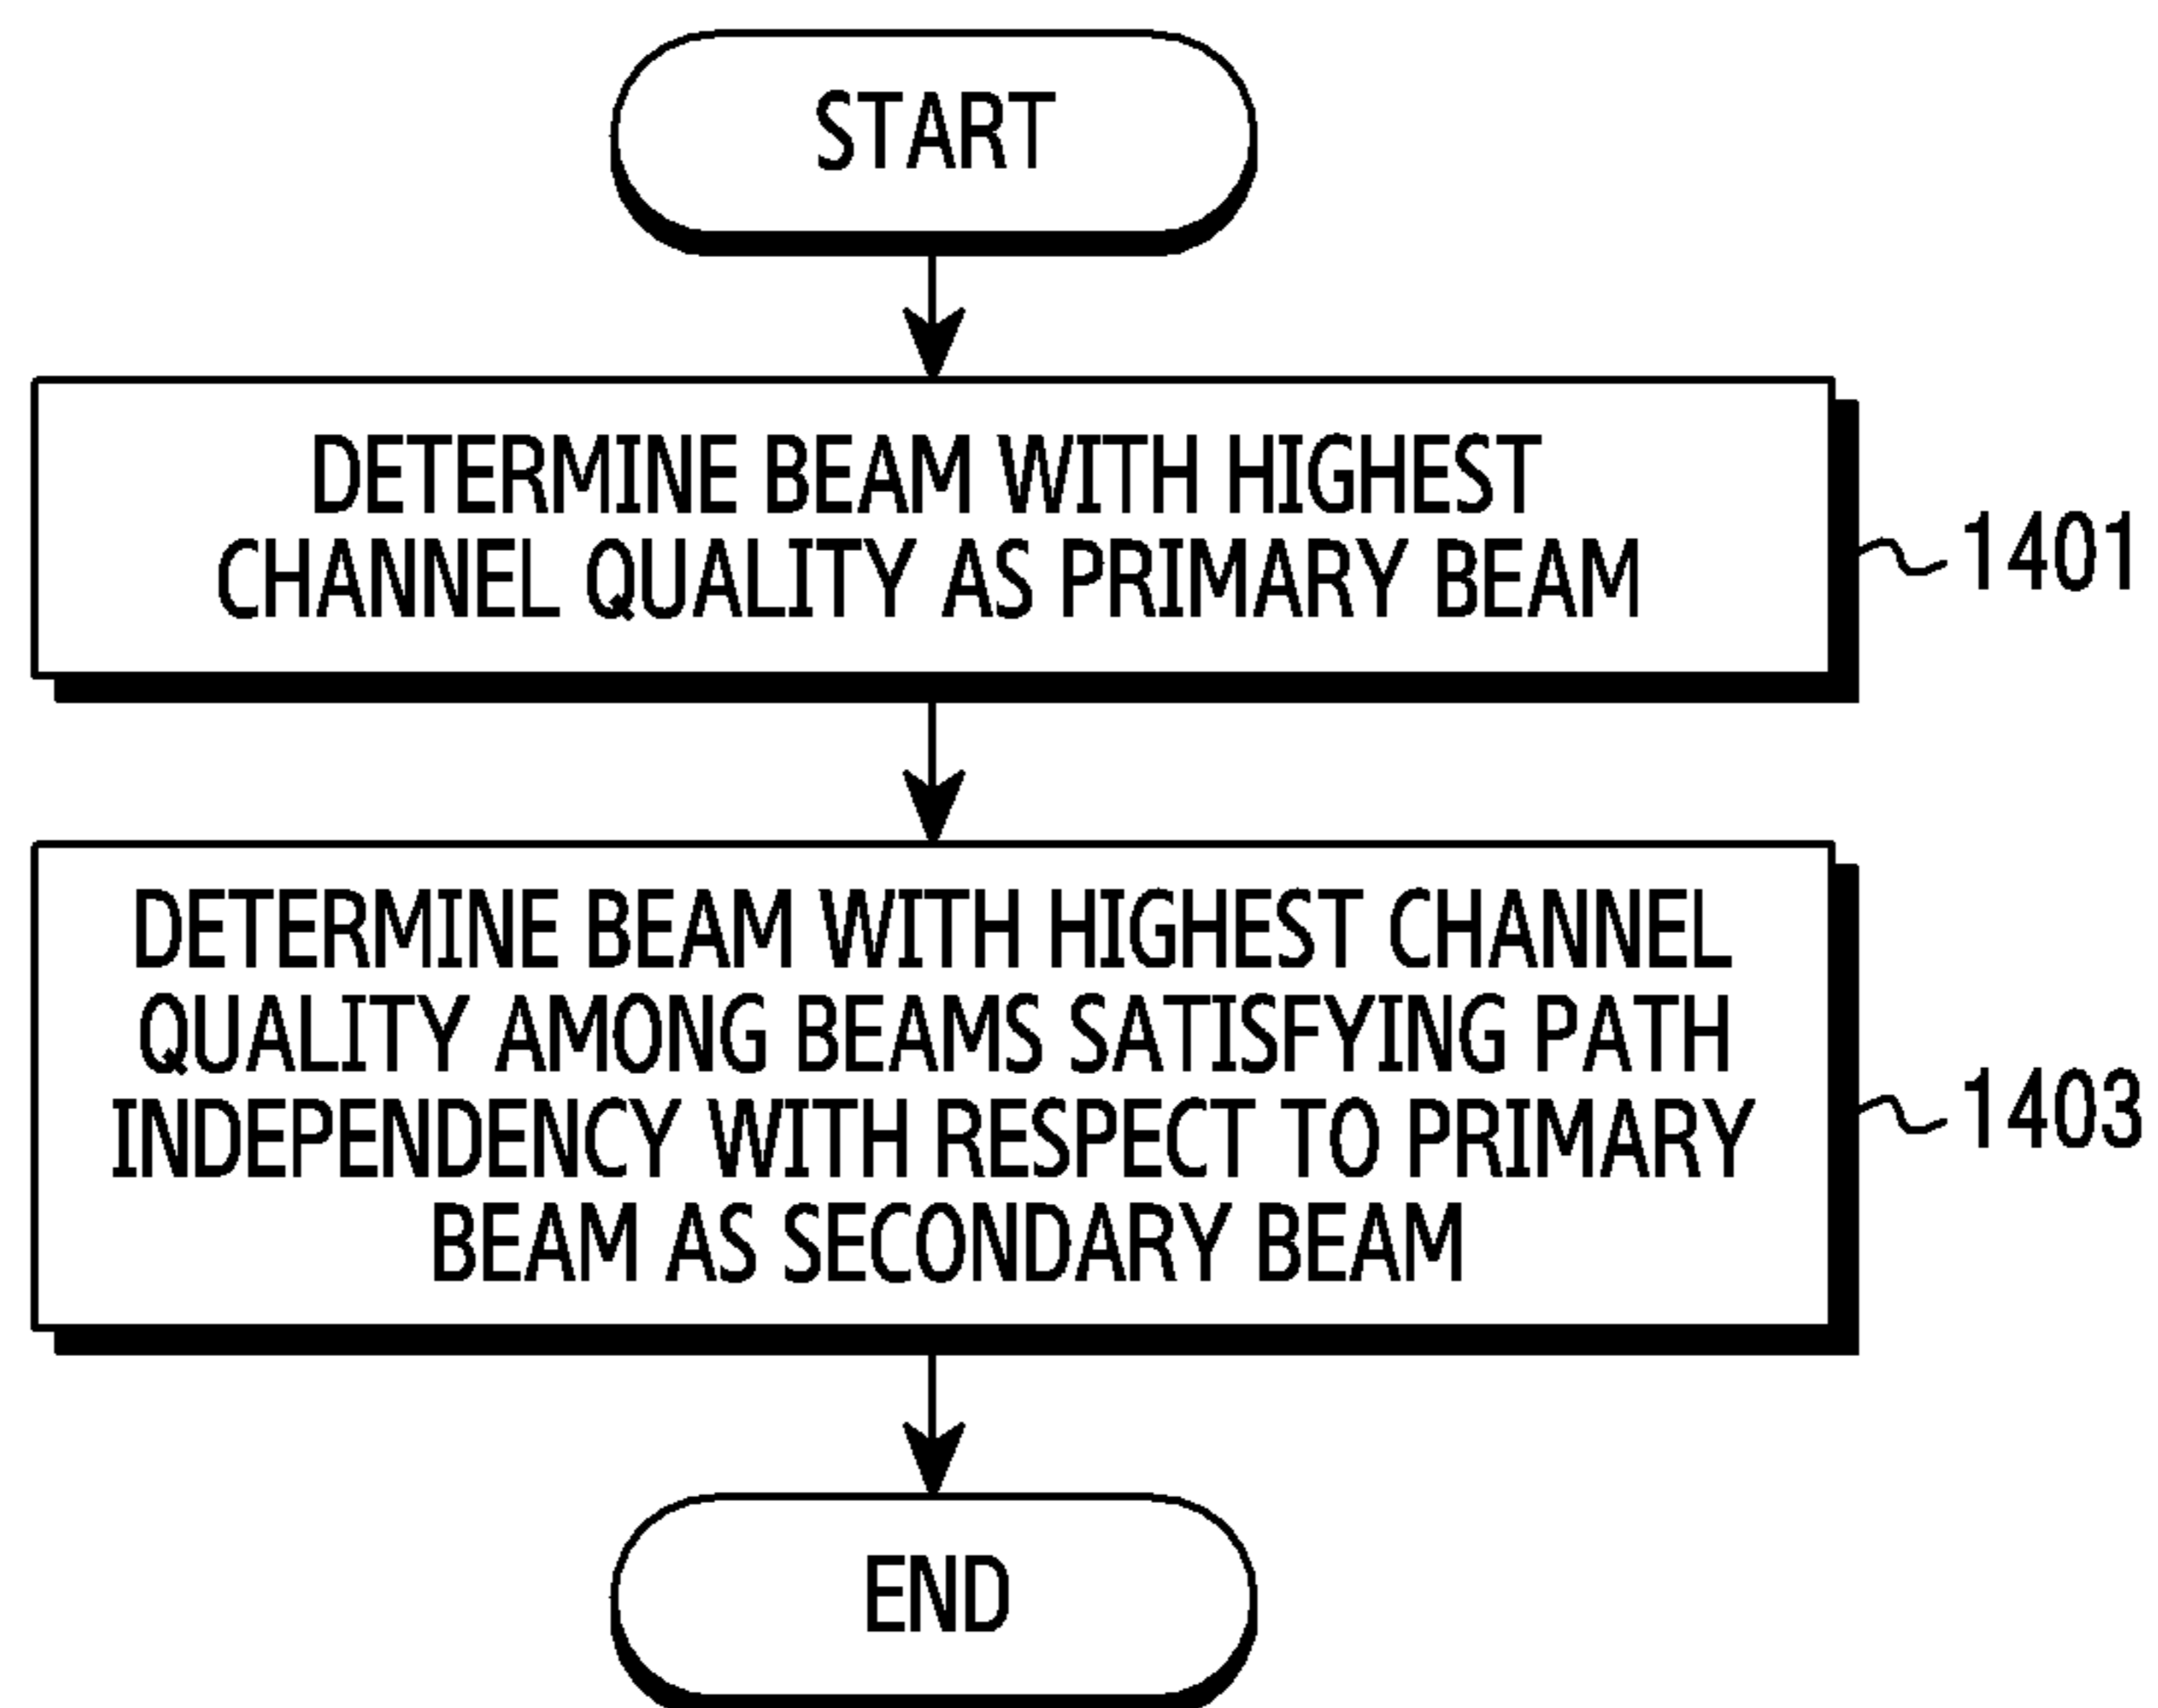 START
DETERMINE BEAM WITH HIGHEST
CHANNEL QUALITY AS PRIMARY BEAM
1401
DETERMINE BEAM WITH HIGHEST CHANNEL
QUALITY AMONG BEAMS SATISFYING PATH
INDEPENDENCY WITH RESPECT TO PRIMARY
BEAM AS SECONDARY BEAM
1403
END